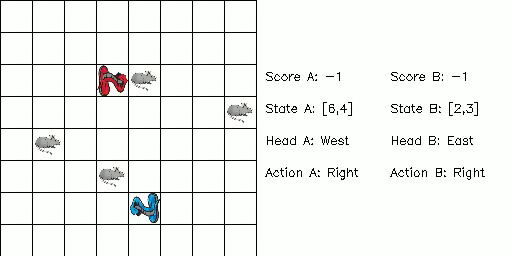 Score A: -1 Score B: -1
State A: [6,4] State B: [2,3]
Head A: West Head B: East
Action A: Right Action B: Right